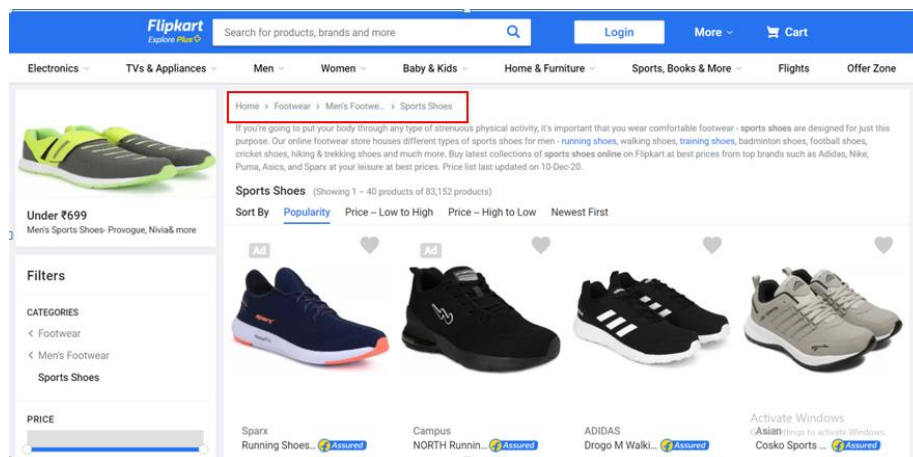 Flipkart
Explore Plus
Search for products, brands and more
Login
More
Cart
Electronics
TVs & Appliances
Men
Women
Baby & Kids
Home & Furniture
Sports, Books & More
Flights
Offer Zone
Under ₹699
Men's Sports Shoes- Provogue, Nivia& more
Filters
CATEGORIES
< Footwear
< Men's Footwear
Sports Shoes
PRICE
Home > Footwear > Men's Footwe... > Sports Shoes
If you're going to put your body through any type of strenuous physical activity, it's important that you wear comfortable footwear - sports shoes are designed for just this
purpose. Our online footwear store houses different types of sports shoes for men - running shoes, walking shoes, training shoes, badminton shoes, football shoes,
cricket shoes, hiking & trekking shoes and much more. Buy latest collections of sports shoes online on Flipkart at best prices from top brands such as Adidas, Nike,
Puma, Asics, and Sparx at your leisure at best prices. Price list last updated on 10-Dec-20.
Sports Shoes (Showing 1 – 40 products of 83,152 products)
Sort By Popularity Price -- Low to High Price -- High to Low Newest First
Ad
Ad
Sparx
Running Shoes... Assured
Campus
NORTH Runnin... Assured
ADIDAS
Drogo M Walki... Assured
Asian
Cosko Sports ... Assured
Activate Windows
to activate Windows.